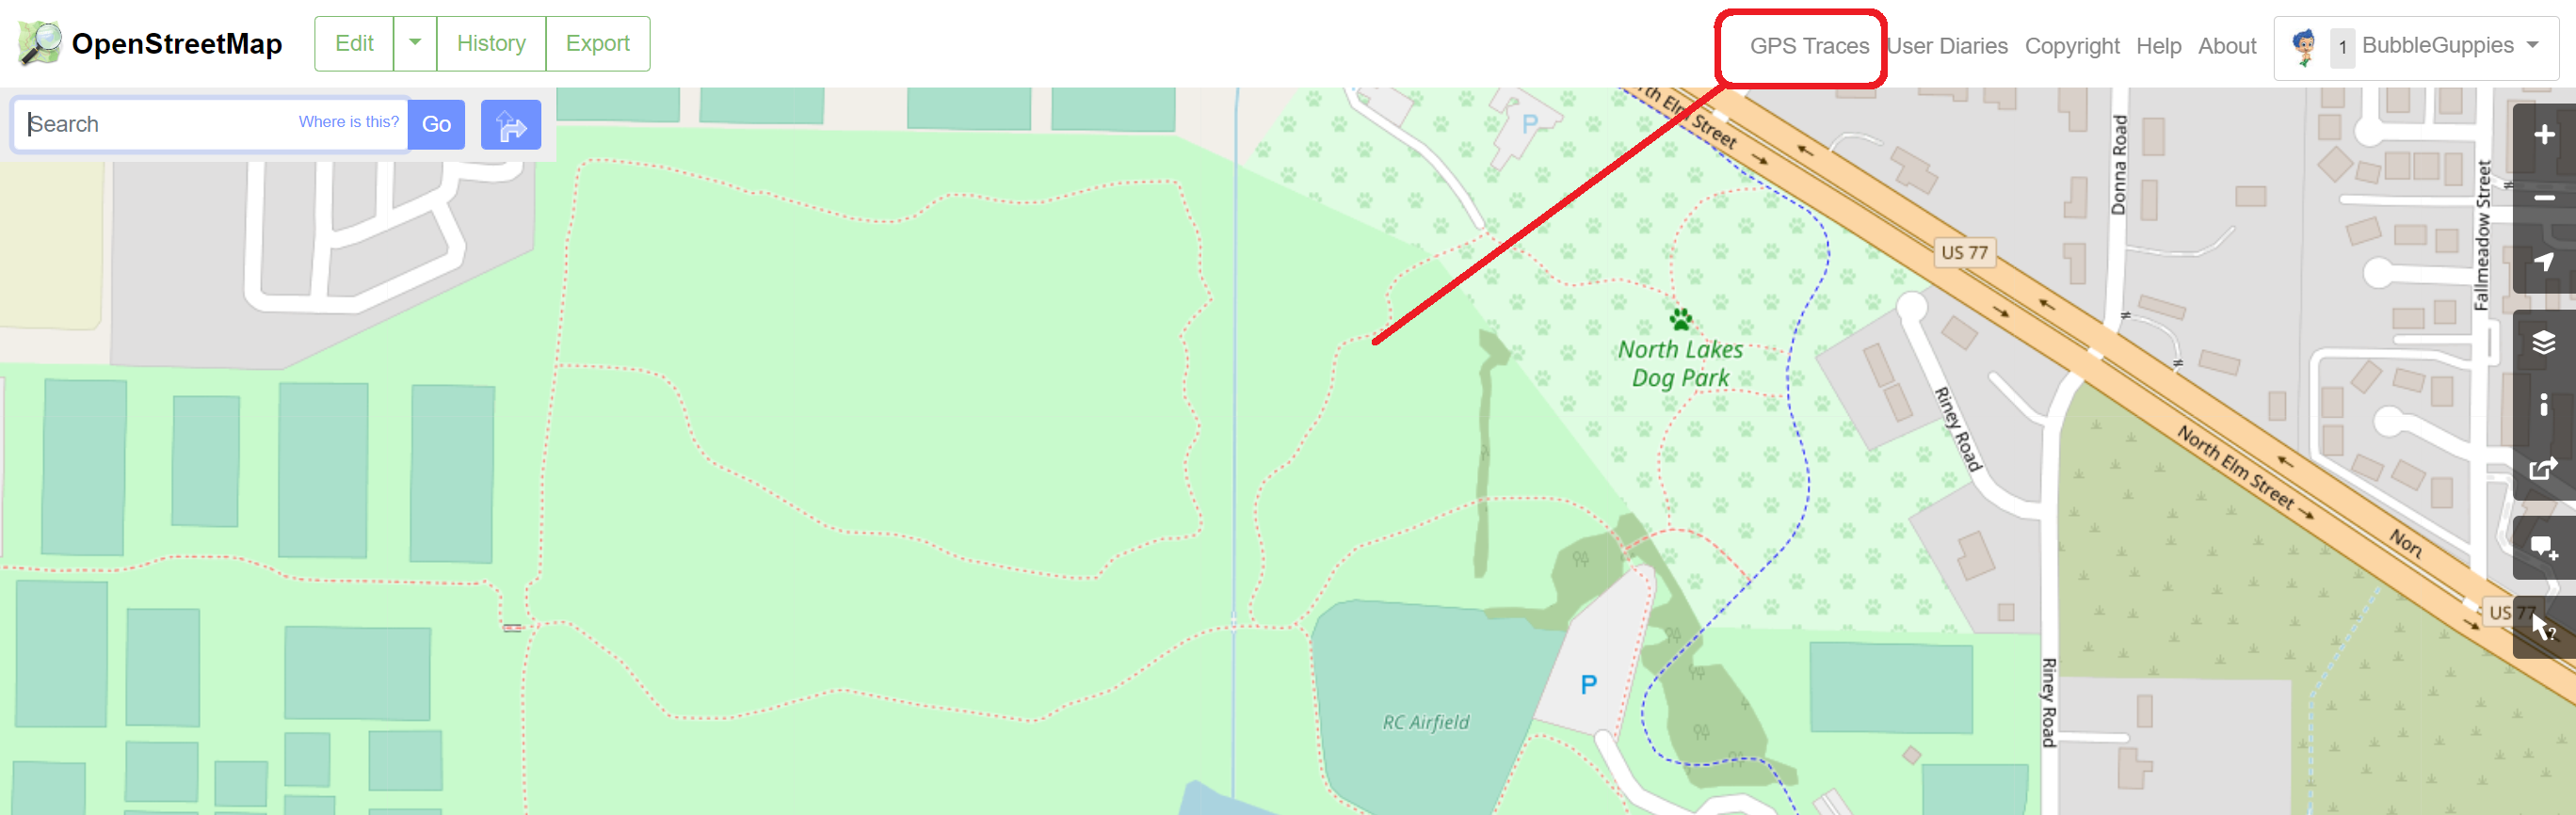 OpenStreetMap
Edit
History
Export
GPS Traces
User Diaries
Copyright
Help
About
1
BubbleGuppies
Search
Where is this?
Go
P
th Elm Street
US 77
Donna Road
Fallmeadow Street
North Lakes
Dog Park
Riney Road
North Elm Street
Nor
US 77
P
RC Airfield
Riney Road
?